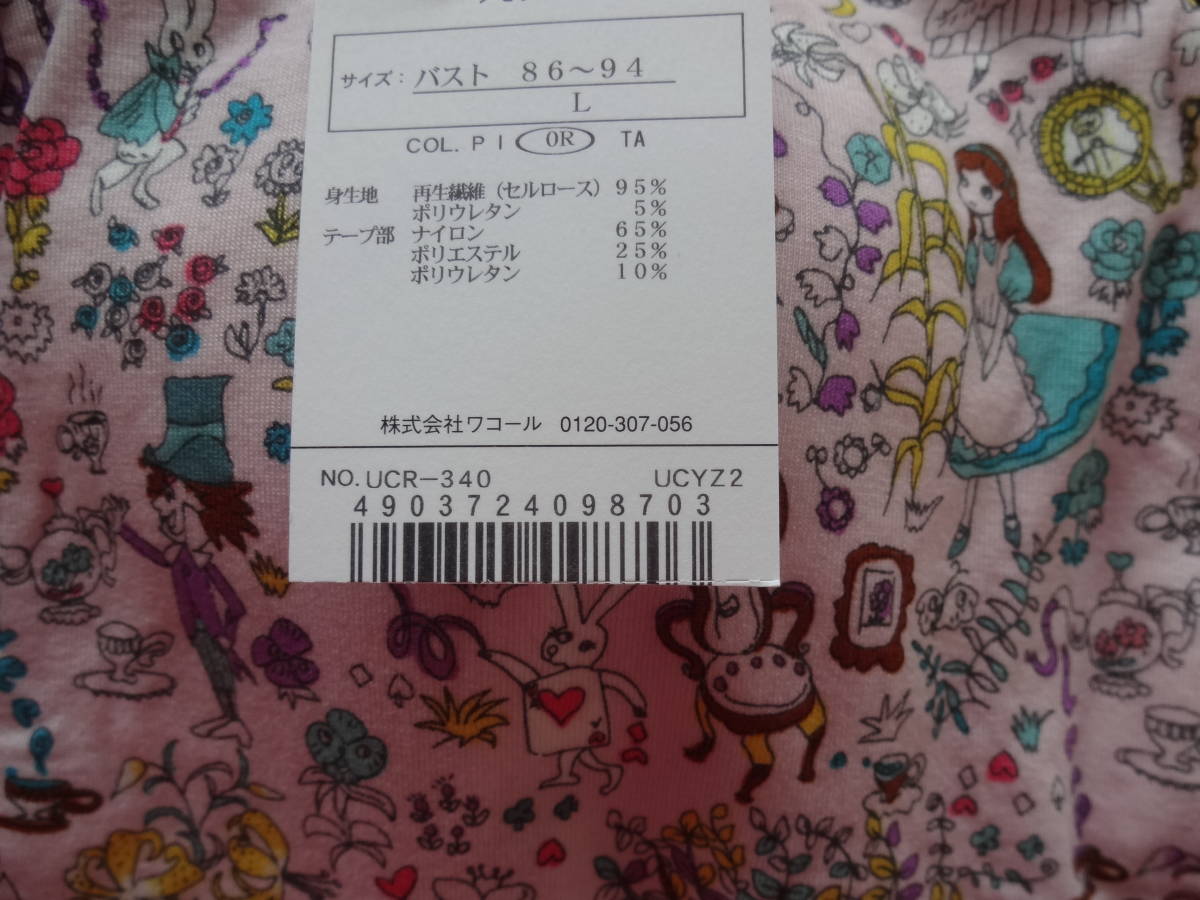 サイズ: バスト 86～94
L
COL. PI OR TA
身生地 再生繊維 (セルロース) 95%
ポリウレタン 5%
テープ部 ナイロン 65%
ポリエステル 25%
ポリウレタン 10%
株式会社ワコール 0120-307-056
NO. UCR-340 UCYZ2
4903724098703